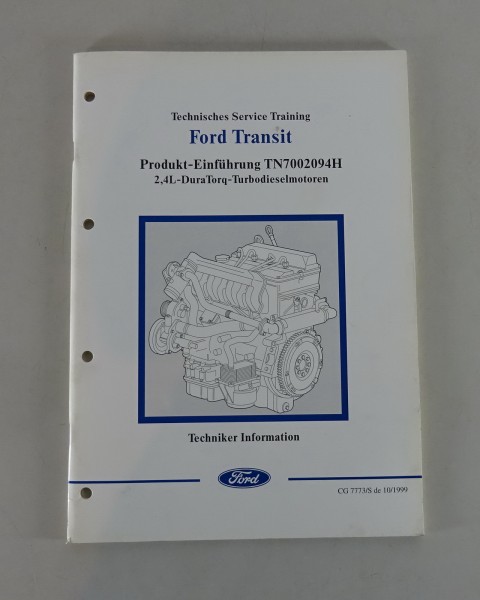 Technisches Service Training
Ford Transit
Produkt-Einführung TN7002094H
2,4L-DuraTorq-Turbodieselmotoren
Techniker Information
Ford
CG 7773/S de 10/1999